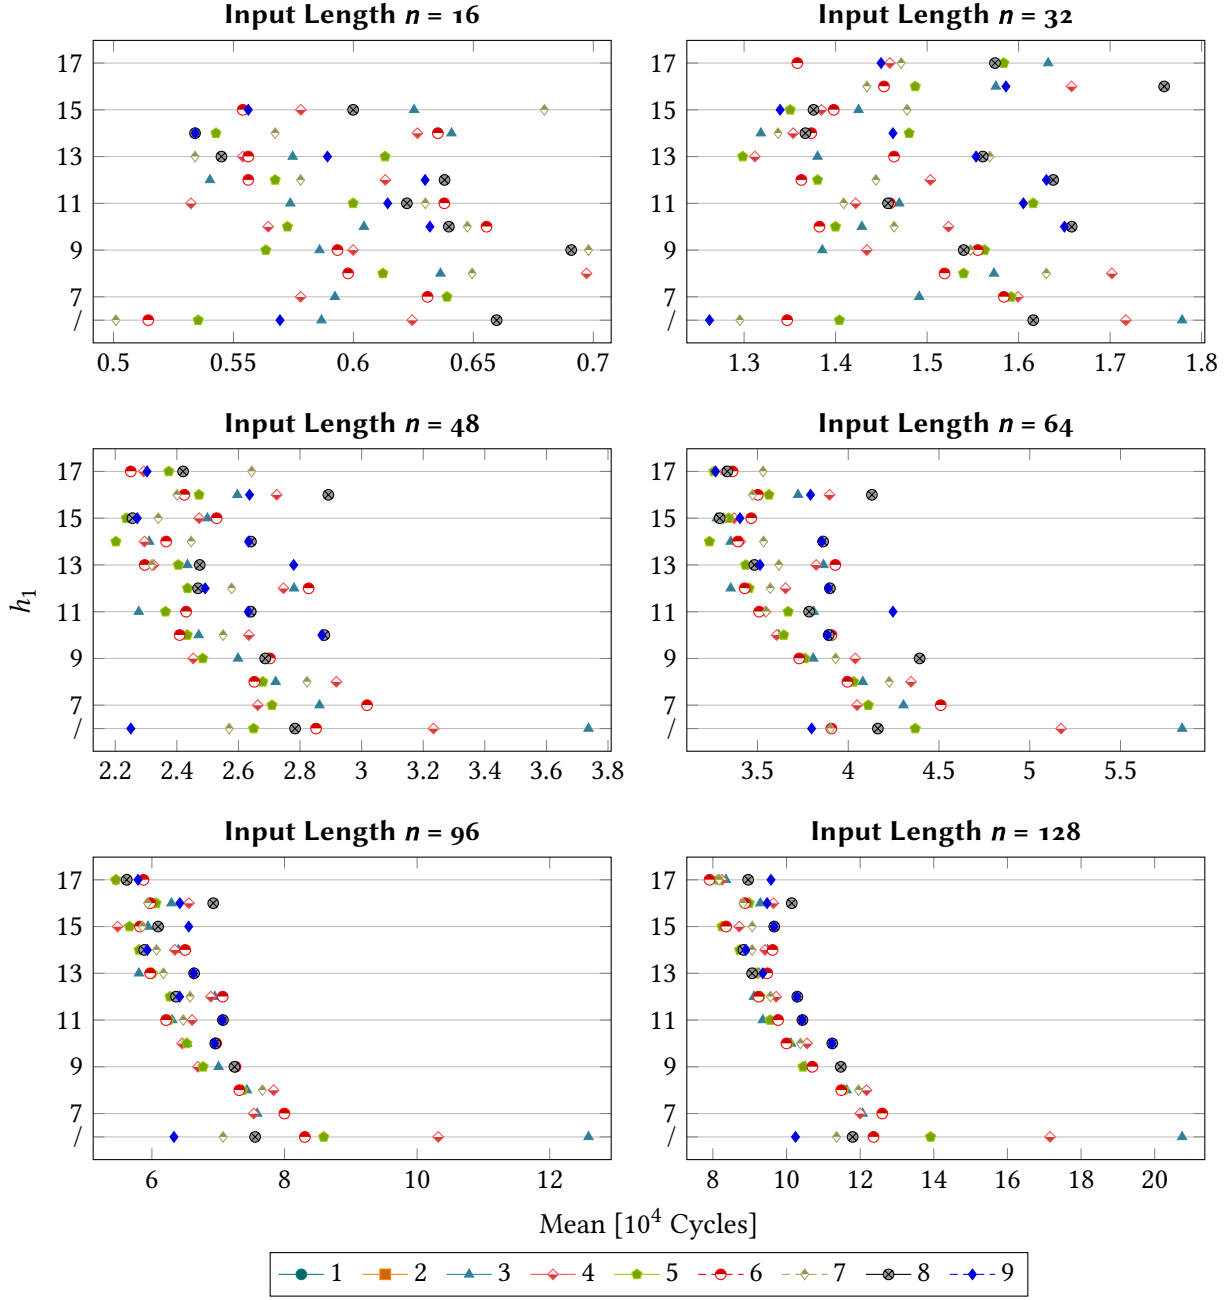 Input Length n = 16
Input Length n = 32
17
15
13
11
9
7
/
0.5 0.55 0.6 0.65 0.7
17
15
13
11
9
7
/
1.3 1.4 1.5 1.6 1.7 1.8
Input Length n = 48
Input Length n = 64
h₁
17
15
13
11
9
7
/
2.2 2.4 2.6 2.8 3 3.2 3.4 3.6 3.8
17
15
13
11
9
7
/
3.5 4 4.5 5 5.5
Input Length n = 96
Input Length n = 128
17
15
13
11
9
7
/
6 8 10 12
17
15
13
11
9
7
/
8 10 12 14 16 18 20
Mean [10⁴ Cycles]
1 2 3 4 5 6 7 8 9